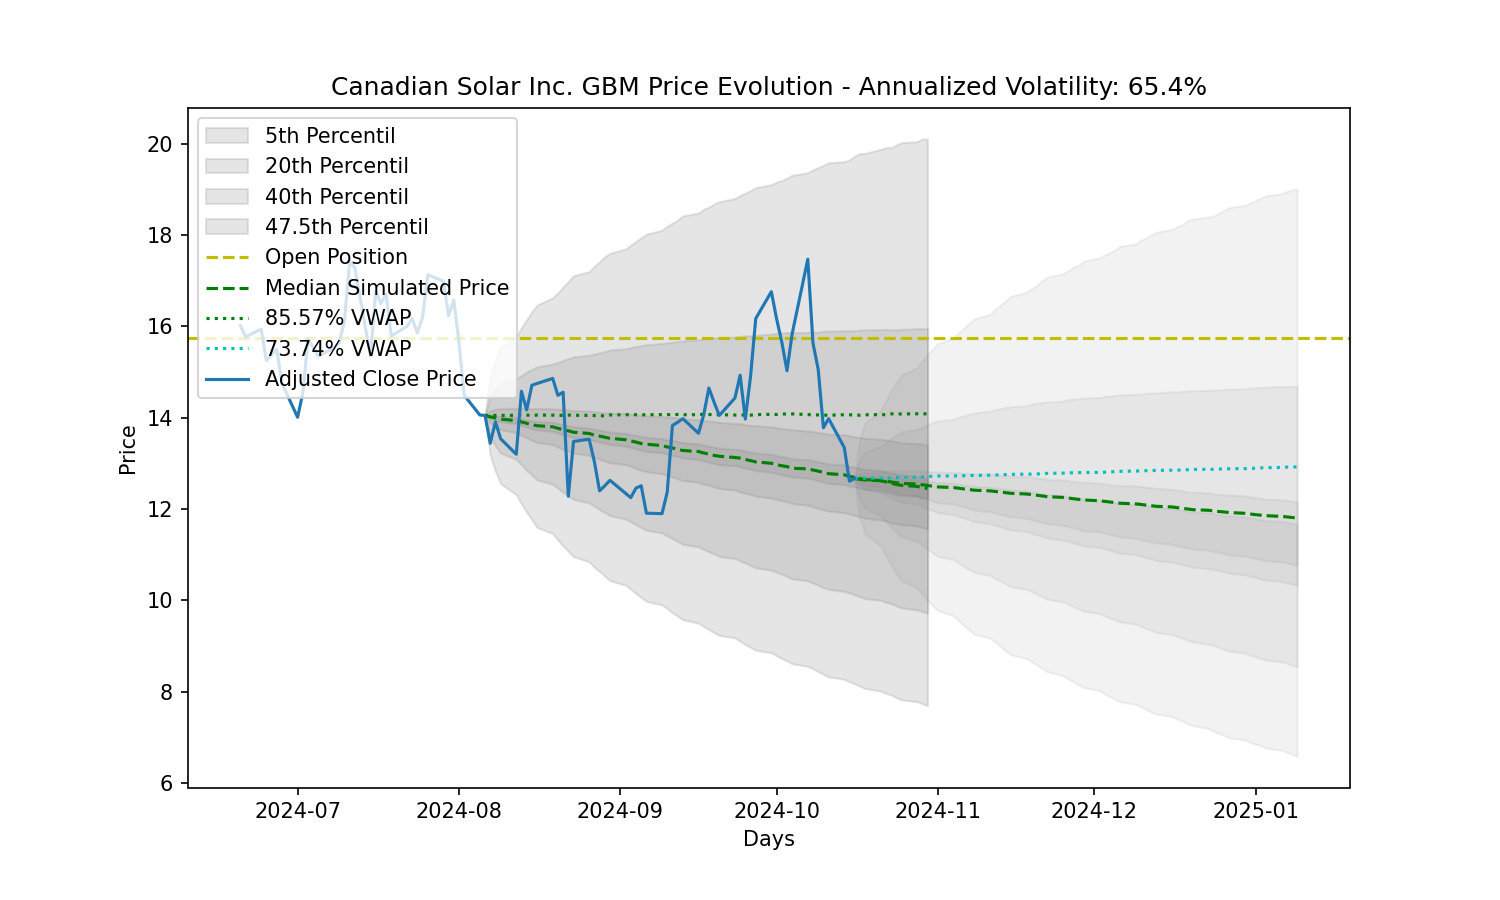 Canadian Solar Inc. GBM Price Evolution - Annualized Volatility: 65.4%
5th Percentil
20th Percentil
40th Percentil
47.5th Percentil
Open Position
Median Simulated Price
85.57% VWAP
73.74% VWAP
Adjusted Close Price
Price
20
18
16
14
12
10
8
6
2024-07
2024-08
2024-09
2024-10
2024-11
2024-12
2025-01
Days